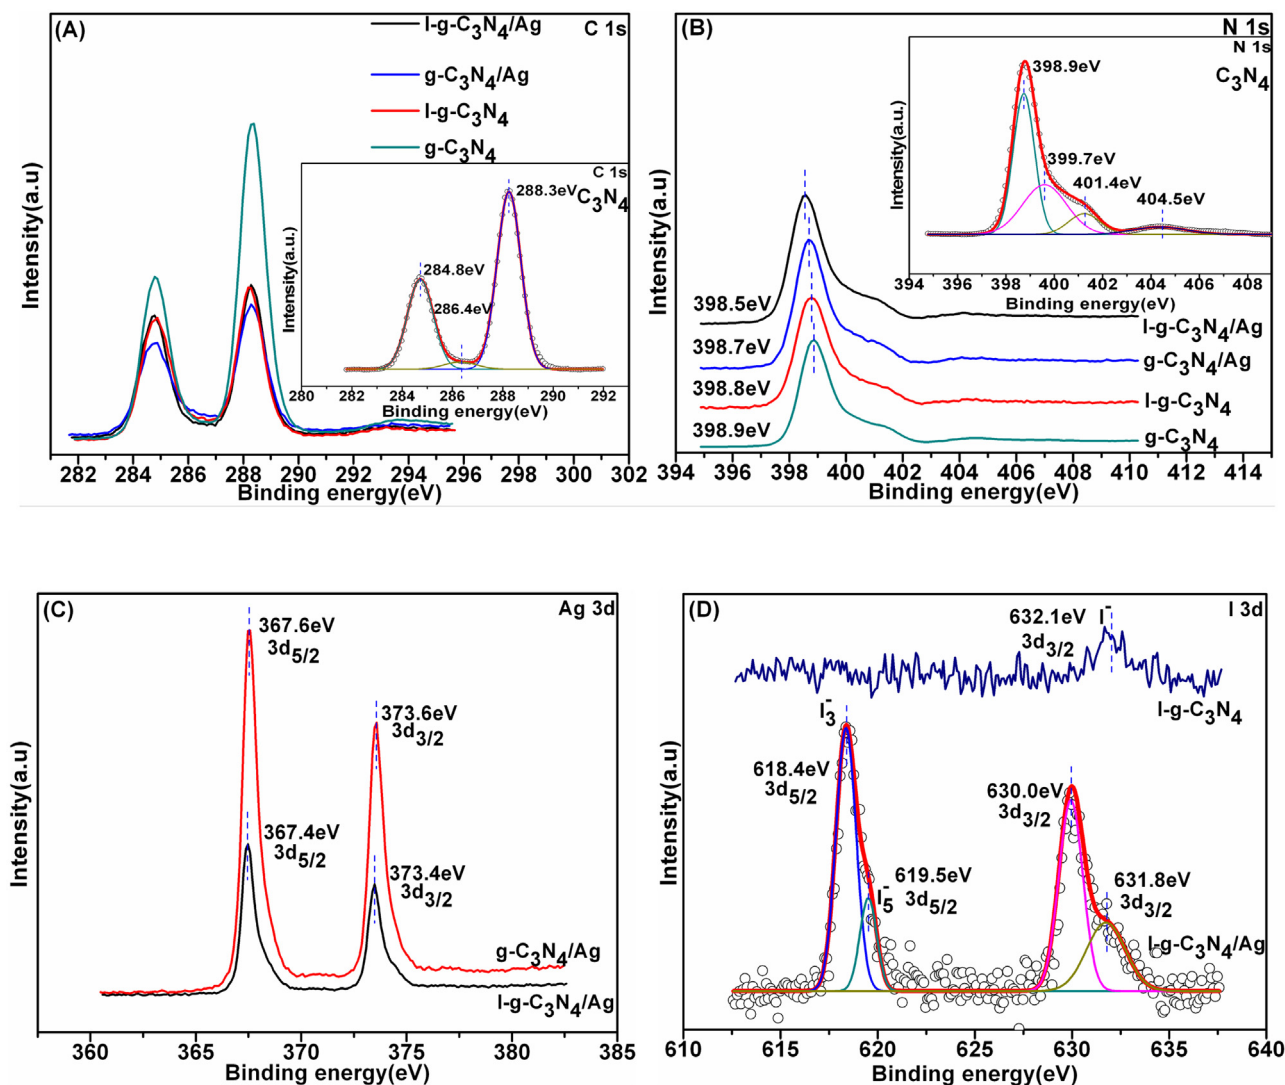 (A)
I-g-C3N4/Ag
C 1s
g-C3N4/Ag
I-g-C3N4
g-C3N4
C 1s
C3N4
288.3eV
284.8eV
286.4eV
Intensity(a.u.)
280 282 284 286 288 290 292
Binding energy(eV)
Intensity(a.u)
282 284 286 288 290 292 294 296 298 300 302
Binding energy(eV)
(B)
N 1s
N 1s
C3N4
398.9eV
399.7eV
401.4eV
404.5eV
Intensity(a.u.)
394 396 398 400 402 404 406 408
Binding energy(eV)
398.5eV
I-g-C3N4/Ag
398.7eV
g-C3N4/Ag
398.8eV
I-g-C3N4
398.9eV
g-C3N4
Intensity(a.u)
394 396 398 400 402 404 406 408 410 412 414
Binding energy(eV)
(C)
Ag 3d
367.6eV
3d5/2
373.6eV
3d3/2
367.4eV
3d5/2
373.4eV
3d3/2
g-C3N4/Ag
I-g-C3N4/Ag
Intensity(a.u)
360 365 370 375 380 385
Binding energy(eV)
(D)
I 3d
632.1eV
3d3/2
I-
I-g-C3N4
I3-
618.4eV
3d5/2
630.0eV
3d3/2
619.5eV
3d5/2
I5-
631.8eV
3d3/2
I-g-C3N4/Ag
Intensity(a.u)
610 615 620 625 630 635 640
Binding energy(eV)